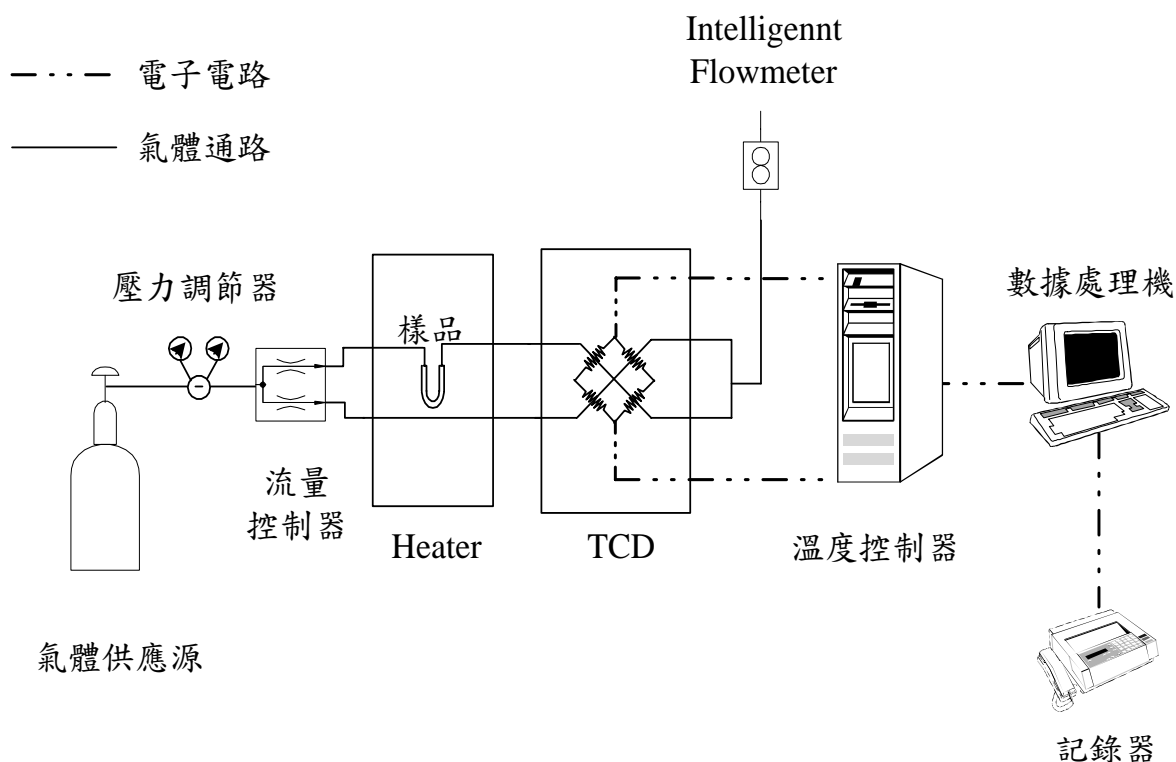 Intelligennt
Flowmeter
電子電路
氣體通路
壓力調節器
樣品
數據處理機
流量
控制器
Heater
TCD
溫度控制器
氣體供應源
記錄器